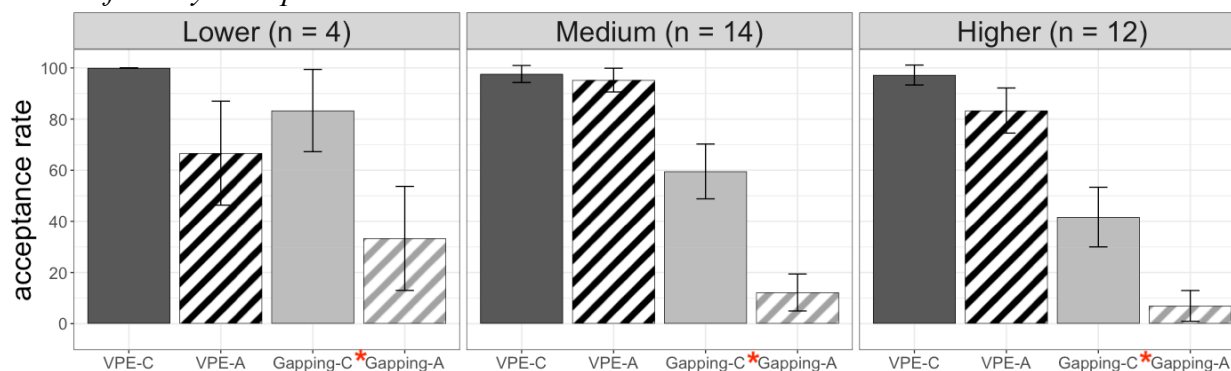 Lower (n = 4)
Medium (n = 14)
Higher (n = 12)
acceptance rate
100
80
60
40
20
0
VPE-C VPE-A Gapping-C *Gapping-A
VPE-C VPE-A Gapping-C *Gapping-A
VPE-C VPE-A Gapping-C *Gapping-A